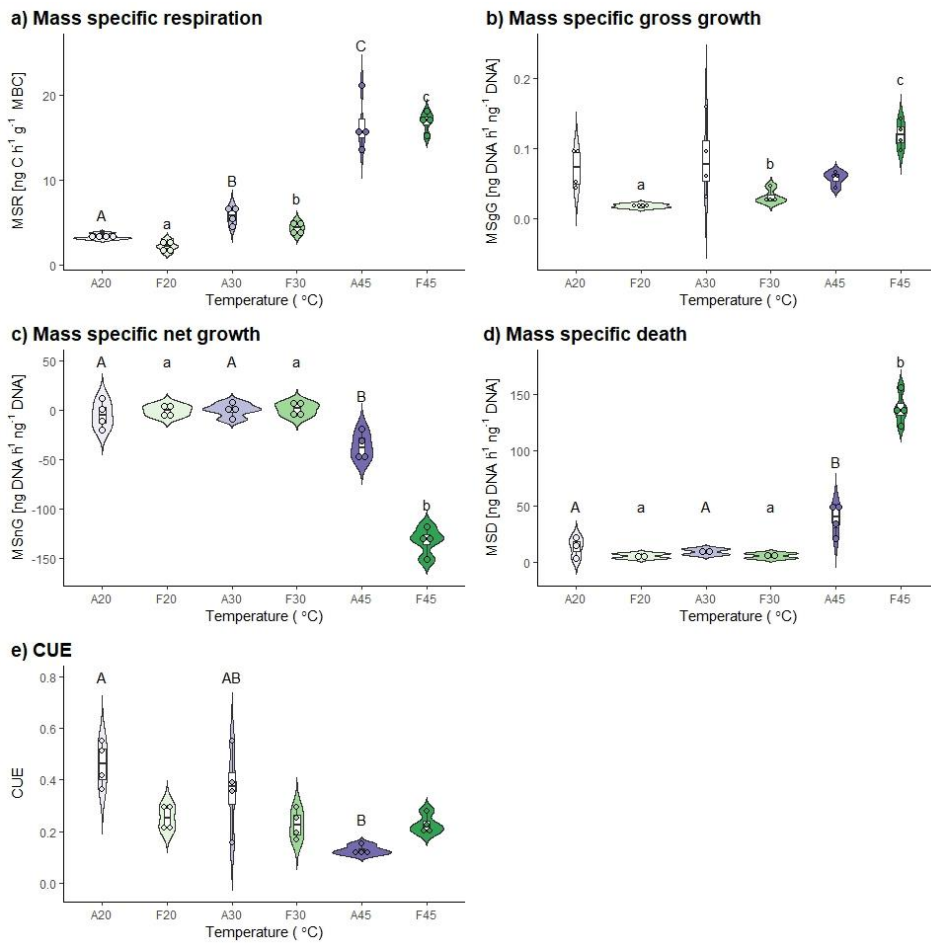 a) Mass specific respiration
MSR [ng C h¹ g⁻¹ MBC]
20
10
0
A
a
B
b
C
c
A20 F20 A30 F30 A45 F45
Temperature ( °C)
b) Mass specific gross growth
MSgG [ng DNA h¹ ng⁻¹ DNA]
0.2
0.1
0.0
a
b
c
A20 F20 A30 F30 A45 F45
Temperature ( °C)
c) Mass specific net growth
MSnG [ng DNA h¹ ng⁻¹ DNA]
50
0
-50
-100
-150
A
a
A
a
B
b
A20 F20 A30 F30 A45 F45
Temperature ( °C)
d) Mass specific death
MSD [ng DNA h¹ ng⁻¹ DNA]
150
100
50
0
A
a
A
a
B
b
A20 F20 A30 F30 A45 F45
Temperature ( °C)
e) CUE
CUE
0.8
0.6
0.4
0.2
0.0
A
AB
B
A20 F20 A30 F30 A45 F45
Temperature ( °C)